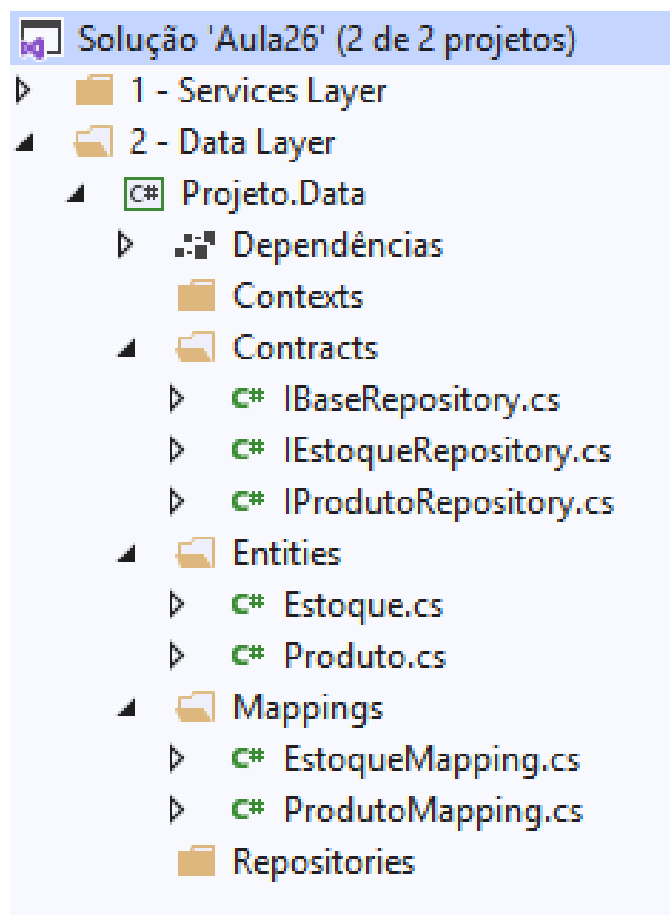 Solução 'Aula26' (2 de 2 projetos)
1 - Services Layer
2 - Data Layer
C# Projeto.Data
Dependências
Contexts
Contracts
C# IBaseRepository.cs
C# IEstoqueRepository.cs
C# IProdutoRepository.cs
Entities
C# Estoque.cs
C# Produto.cs
Mappings
C# EstoqueMapping.cs
C# ProdutoMapping.cs
Repositories